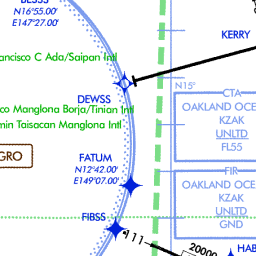 BESSS
N16°55.00'
E147°27.00'
KERRY
ancisco C Ada/Saipan Intl
N15°
DEWSS
CTA
OAKLAND OCE
KZAK
UNLTD
FL55
co Manglona Borja/Tinian Intl
min Taisacan Manglona Intl
GRO
FATUM
N12°42.00'
E149°07.00'
FIR
OAKLAND OCE
KZAK
UNLTD
GND
FIBSS
111
20000
HAB